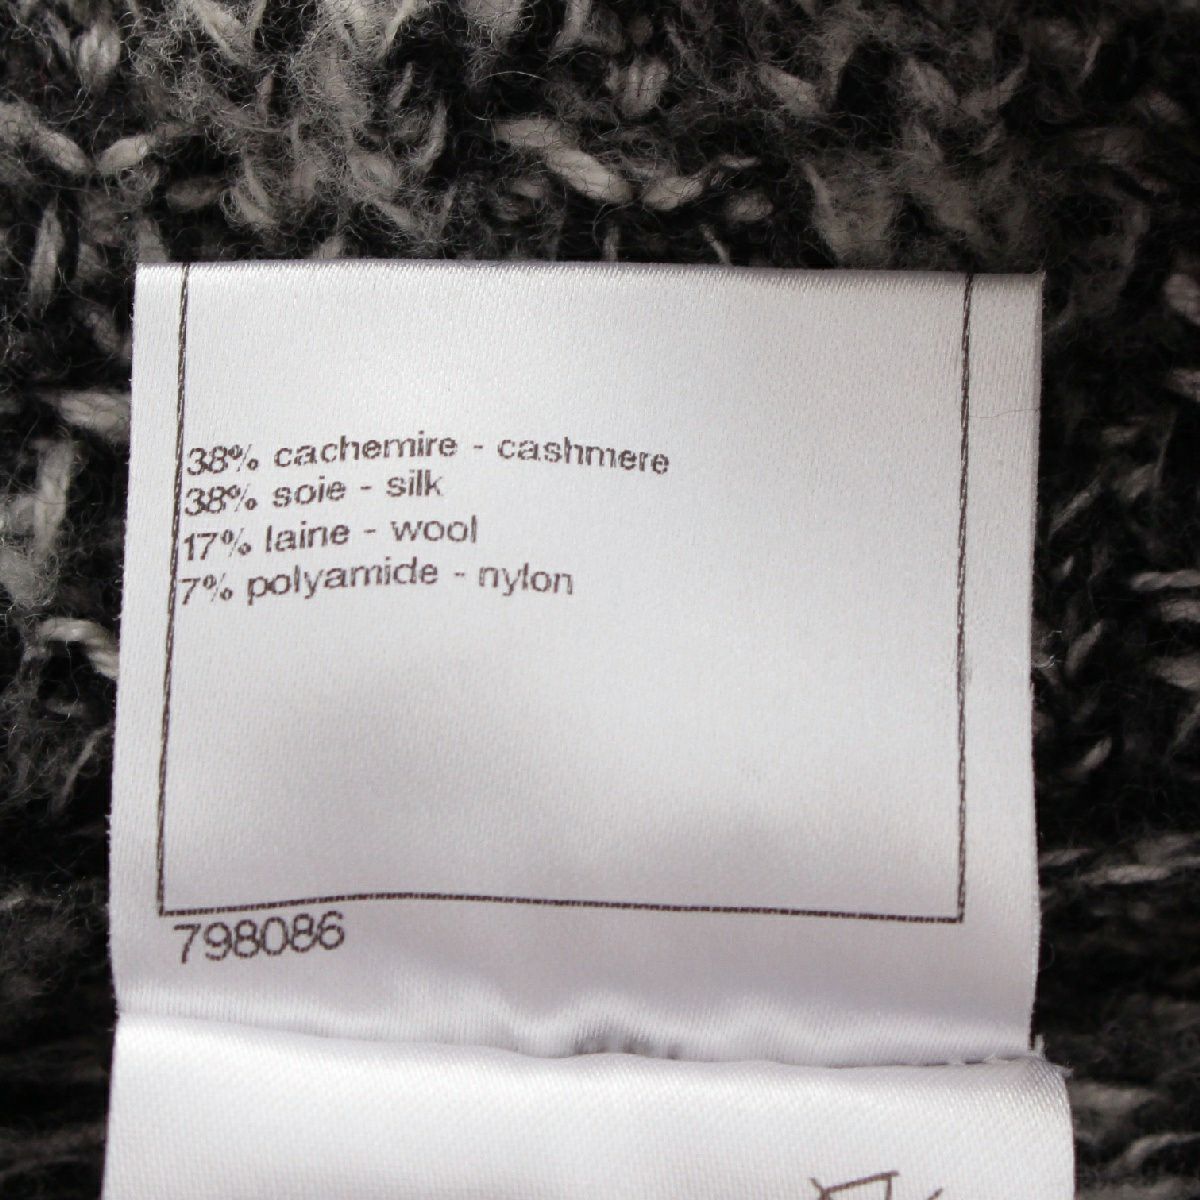 38% cachemire - cashmere
38% soie - silk
17% laine - wool
7% polyamide - nylon
798086